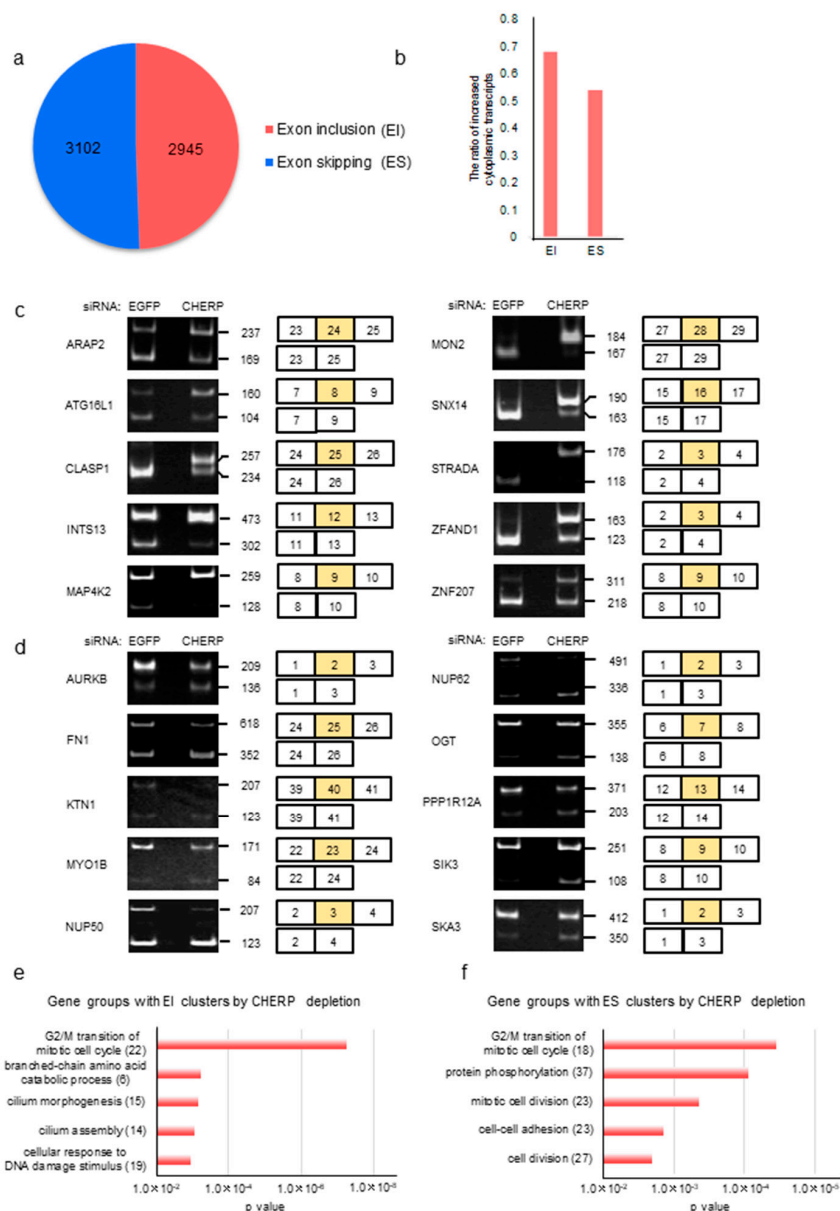 a
3102
2945
Exon inclusion (EI)
Exon skipping (ES)
b
The ratio of increased
cytoplasmic transcripts
0.8
0.7
0.6
0.5
0.4
0.3
0.2
0.1
0
EI ES
c
siRNA: EGFP CHERP
ARAP2 237 23 24 25
169 23 25
ATG16L1 160 7 8 9
104 7 9
CLASP1 257 24 25 26
234 24 26
INTS13 473 11 12 13
302 11 13
MAP4K2 259 8 9 10
128 8 10
siRNA: EGFP CHERP
MON2 184 27 28 29
167 27 29
SNX14 190 15 16 17
163 15 17
STRADA 176 2 3 4
118 2 4
ZFAND1 163 2 3 4
123 2 4
ZNF207 311 8 9 10
218 8 10
d
siRNA: EGFP CHERP
AURKB 209 1 2 3
136 1 3
FN1 618 24 25 26
352 24 26
KTN1 207 39 40 41
123 39 41
MYO1B 171 22 23 24
84 22 24
NUP50 207 2 3 4
123 2 4
siRNA: EGFP CHERP
NUP62 491 1 2 3
336 1 3
OGT 355 6 7 8
138 6 8
PPP1R12A 371 12 13 14
203 12 14
SIK3 251 8 9 10
108 8 10
SKA3 412 1 2 3
350 1 3
e
Gene groups with EI clusters by CHERP depletion
G2/M transition of
mitotic cell cycle (22)
branched-chain amino acid
catabolic process (6)
cilium morphogenesis (15)
cilium assembly (14)
cellular response to
DNA damage stimulus (19)
1.0×10⁻² 1.0×10⁻⁴ 1.0×10⁻⁶ 1.0×10⁻⁸
p value
f
Gene groups with ES clusters by CHERP depletion
G2/M transition of
mitotic cell cycle (18)
protein phosphorylation (37)
mitotic cell division (23)
cell-cell adhesion (23)
cell division (27)
1.0×10⁻² 1.0×10⁻³ 1.0×10⁻⁴ 1.0×10⁻⁵
p value